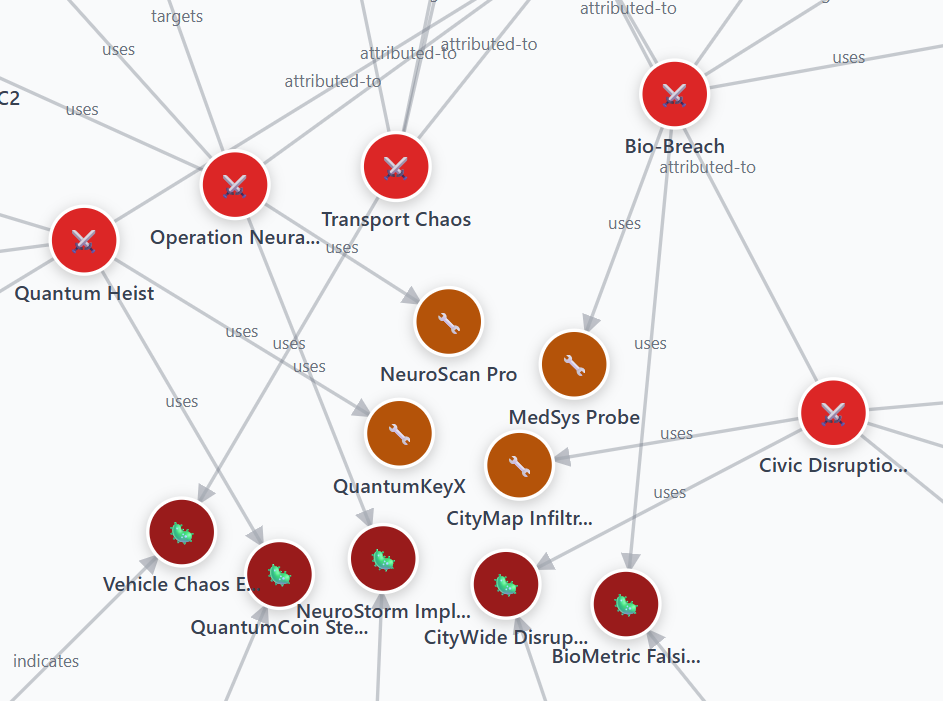 attributed-to
targets
attributed-to
uses
attributed-to
uses
attributed-to
C2
uses
Bio-Breach
attributed-to
Transport Chaos
uses
Operation Neura...
uses
Quantum Heist
uses
uses
uses
uses
NeuroScan Pro
uses
MedSys Probe
uses
Civic Disruptio...
QuantumKeyX
uses
CityMap Infiltr...
Vehicle Chaos E...
NeuroStorm Impl...
QuantumCoin Ste...
CityWide Disrup...
BioMetric Falsi...
indicates